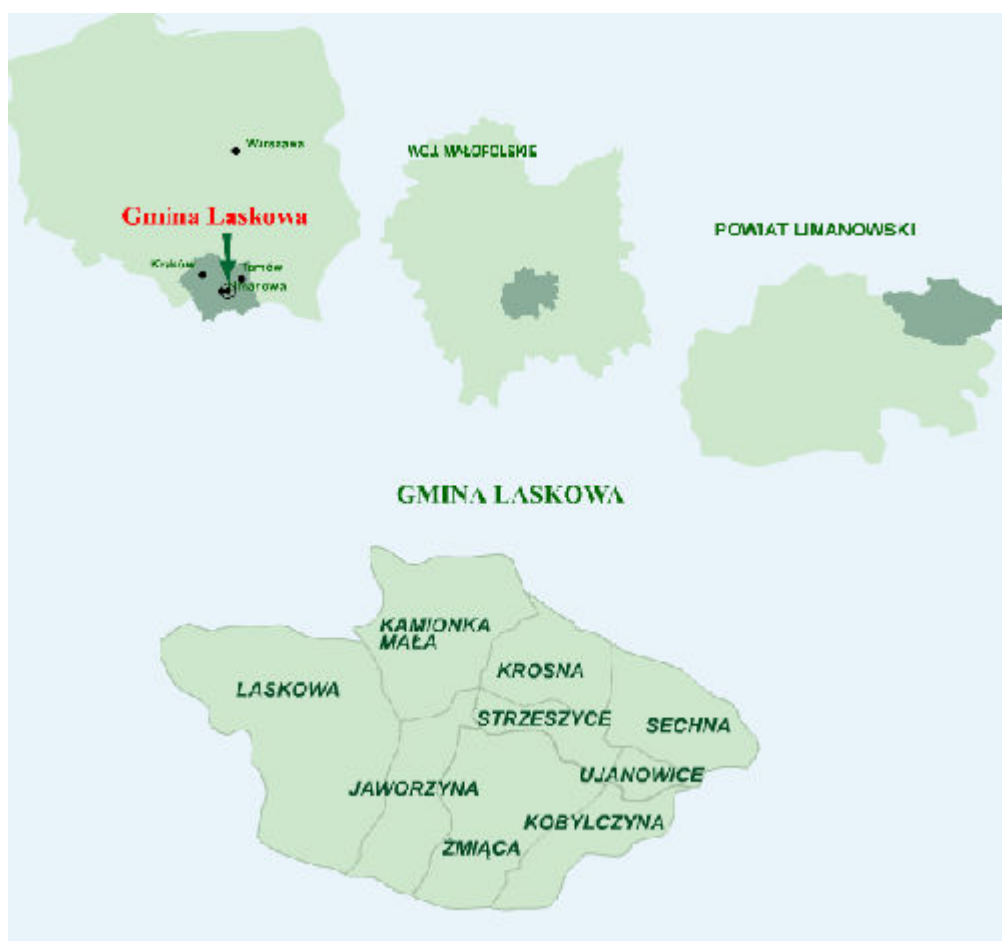 Warszawa
WOJ. MAŁOPOLSKIE
Gmina Laskowa
POWIAT LIMANOWSKI
Kraków
Tarnów
Limanowa
GMINA LASKOWA
KAMIONKA
MAŁA
KROSNA
LASKOWA
STRZESZYCE
SECHNA
UJANOWICE
JAWORZYNA
KOBYLCZYNA
ŻMIĄCA